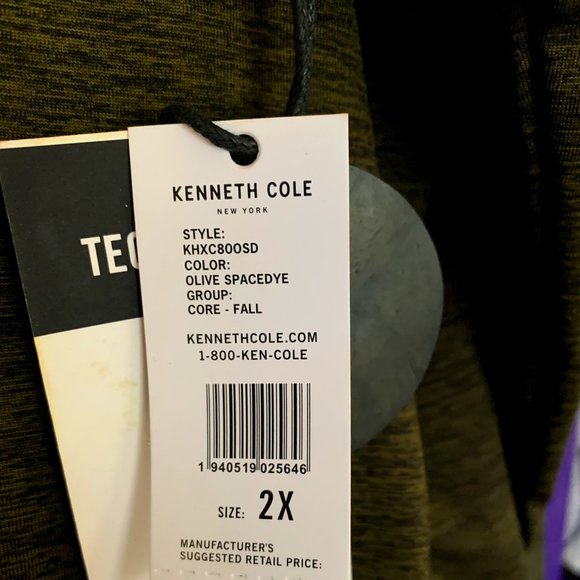 TEC
KENNETH COLE
NEW YORK
STYLE:
KHXC80OSD
COLOR:
OLIVE SPACEDYE
GROUP:
CORE - FALL
KENNETHCOLE.COM
1-800-KEN-COLE
1 940519 025646
SIZE: 2X
MANUFACTURER'S
SUGGESTED RETAIL PRICE: